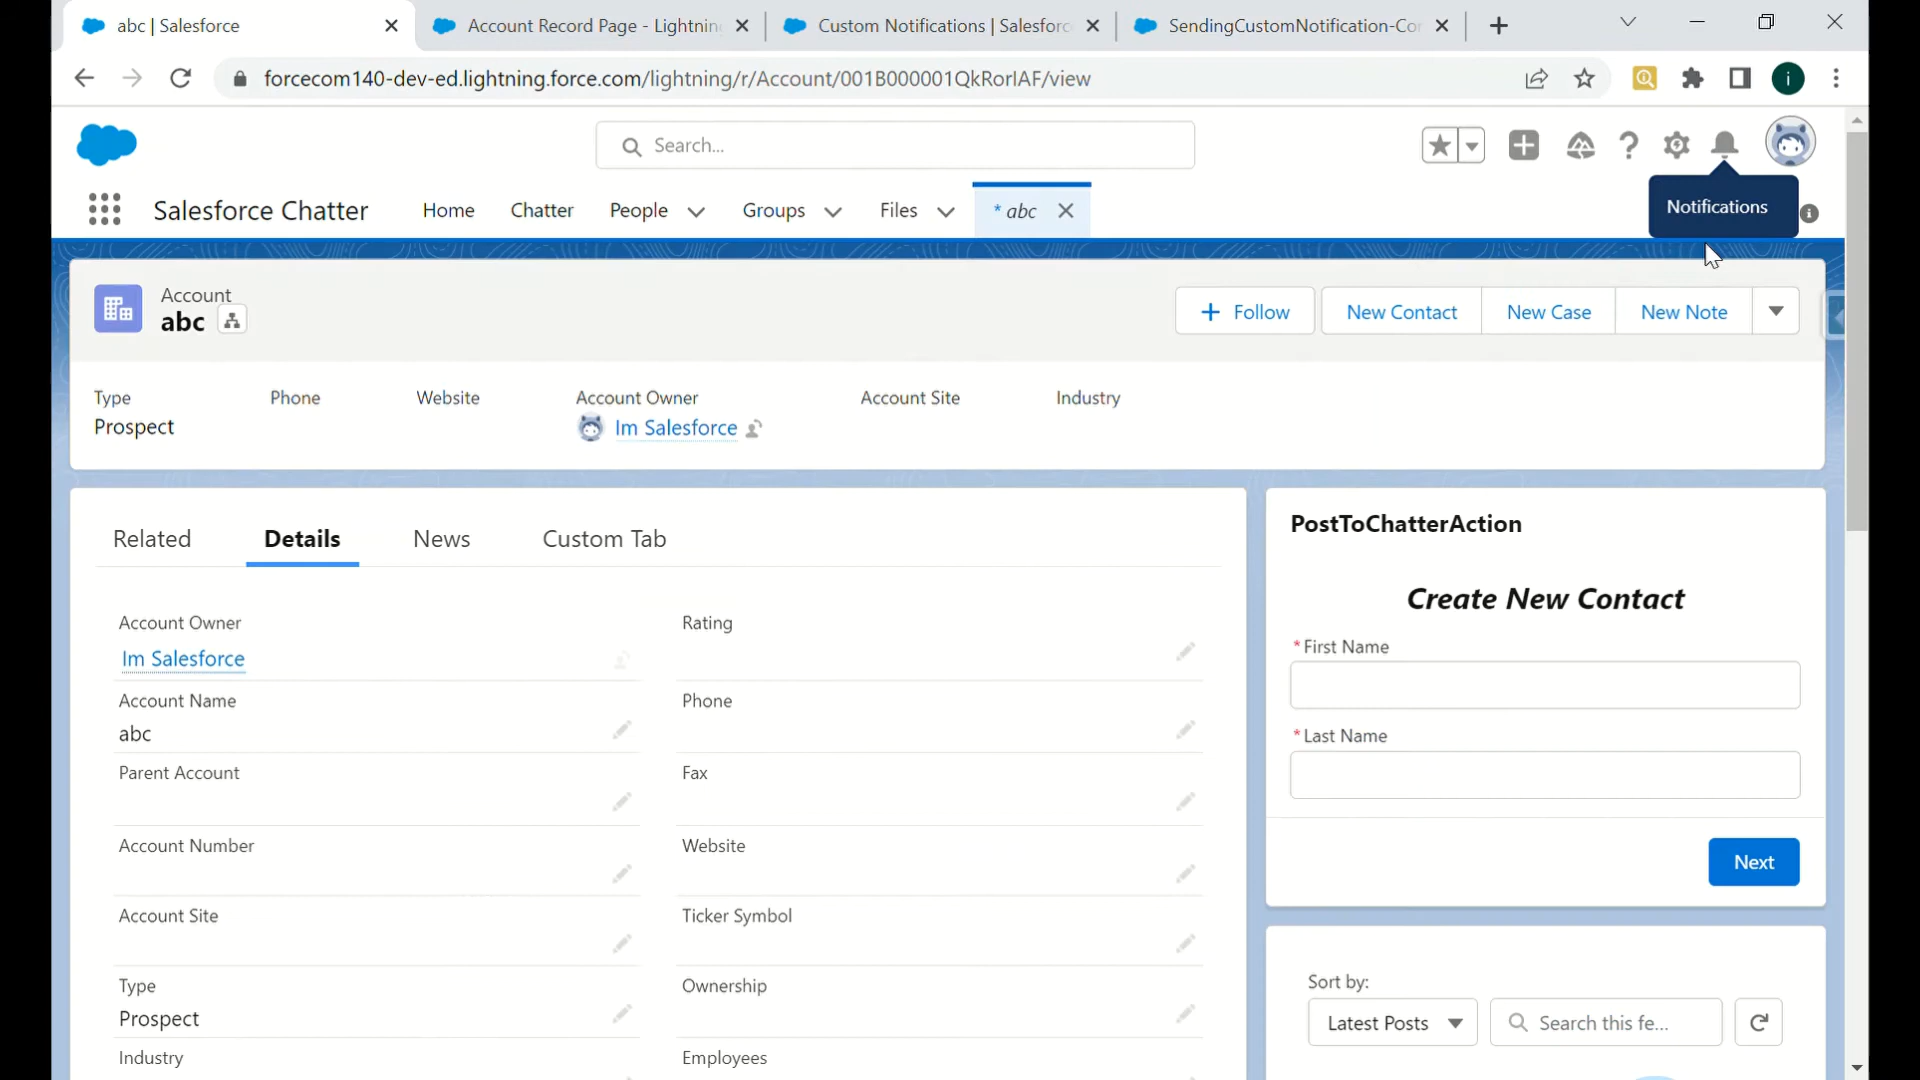 abc | Salesforce
Account Record Page - Lightnin
Custom Notifications | Salesforc
SendingCustomNotification-Cor
forcecom140-dev-ed.lightning.force.com/lightning/r/Account/001B000001QkRorIAF/view
i
Search...
Salesforce Chatter
Home
Chatter
People
Groups
Files
* abc
Notifications
Account
abc
Follow
New Contact
New Case
New Note
Type
Phone
Website
Account Owner
Account Site
Industry
Prospect
Im Salesforce
Related
Details
News
Custom Tab
Account Owner
Im Salesforce
Rating
Account Name
abc
Phone
Parent Account
Fax
Account Number
Website
Account Site
Ticker Symbol
Type
Prospect
Ownership
Industry
Employees
PostToChatterAction
Create New Contact
* First Name
* Last Name
Next
Sort by:
Latest Posts
Search this fe...